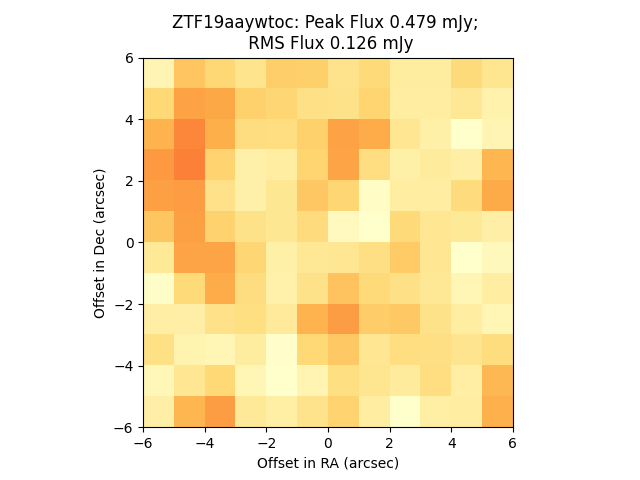 ZTF19aaywtoc: Peak Flux 0.479 mJy;
RMS Flux 0.126 mJy
6
4
2
0
−2
−4
−6
Offset in Dec (arcsec)
−6 −4 −2 0 2 4 6
Offset in RA (arcsec)